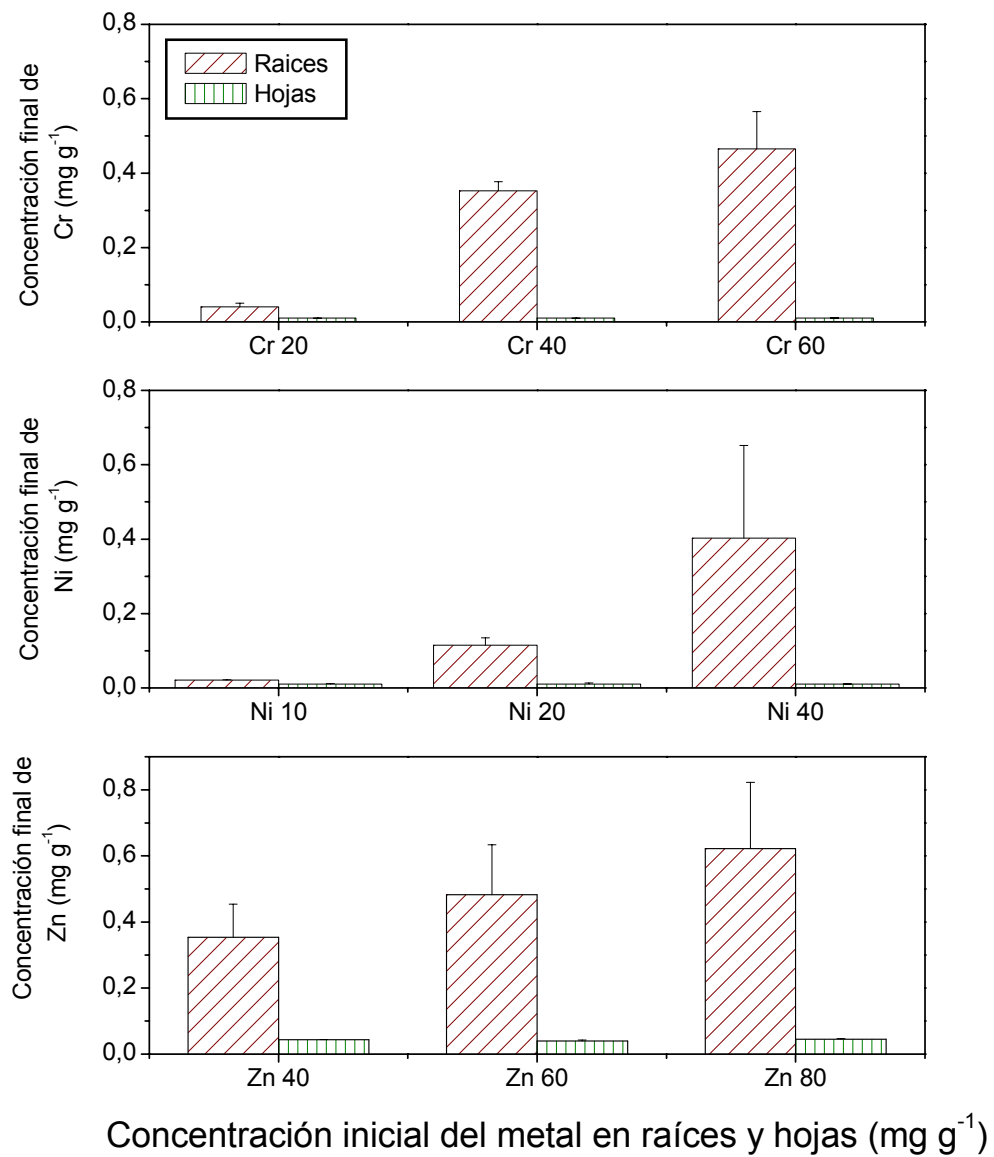 Concentración final de
Cr (mg g-1)
0,8
0,6
0,4
0,2
0,0
Raices
Hojas
Cr 20 Cr 40 Cr 60
Concentración final de
Ni (mg g-1)
0,8
0,6
0,4
0,2
0,0
Ni 10 Ni 20 Ni 40
Concentración final de
Zn (mg g-1)
0,8
0,6
0,4
0,2
0,0
Zn 40 Zn 60 Zn 80
Concentración inicial del metal en raíces y hojas (mg g-1)